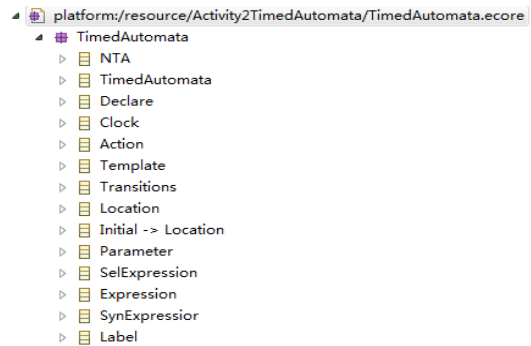 platform:/resource/Activity2TimedAutomata/TimedAutomata.ecore
TimedAutomata
NTA
TimedAutomata
Declare
Clock
Action
Template
Transitions
Location
Initial -> Location
Parameter
SelExpression
Expression
SynExpressior
Label